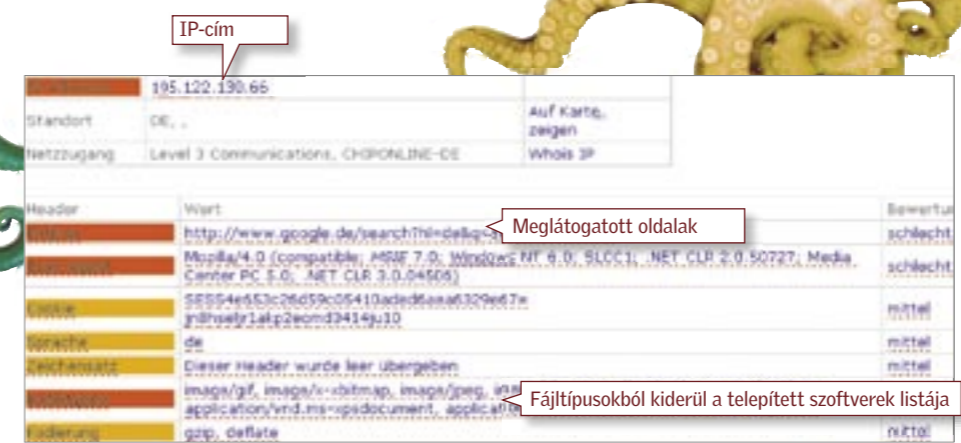 IP-cím
195.122.130.66
Standort DE, , Auf Karte, zeigen
Netzzugang Level 3 Communications, CHIPONLINE-DE Whois IP
Header Wert
http://www.google.de/search?hl=de&q= Meglátogatott oldalak schlecht
Mozilla/4.0 (compatible; MSIE 7.0; Windows NT 6.0; SLCC1; .NET CLR 2.0.50727; Media
Center PC 5.0; .NET CLR 3.0.04506) schlecht
Cookie mittel
Sprache de mittel
Zeichensatz Dieser Header wurde leer übergeben mittel
image/gif, image/x-xbitmap, image/jpeg,
application/vnd.ms-xpsdocument, Fájltípusokból kiderül a telepített szoftverek listája
Kodierung gzip, deflate mittel